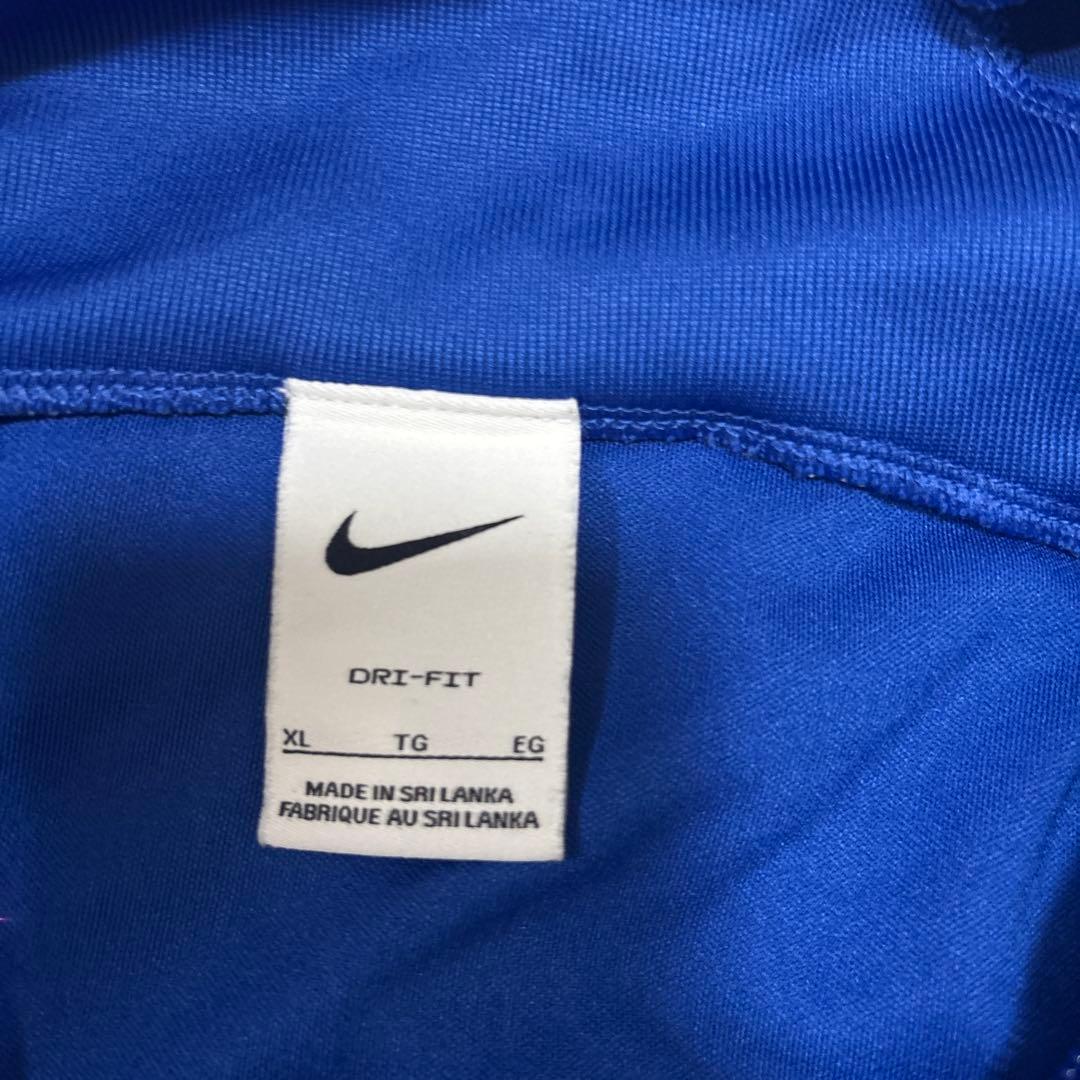 DRI-FIT
XL TG EG
MADE IN SRI LANKA
FABRIQUE AU SRI LANKA